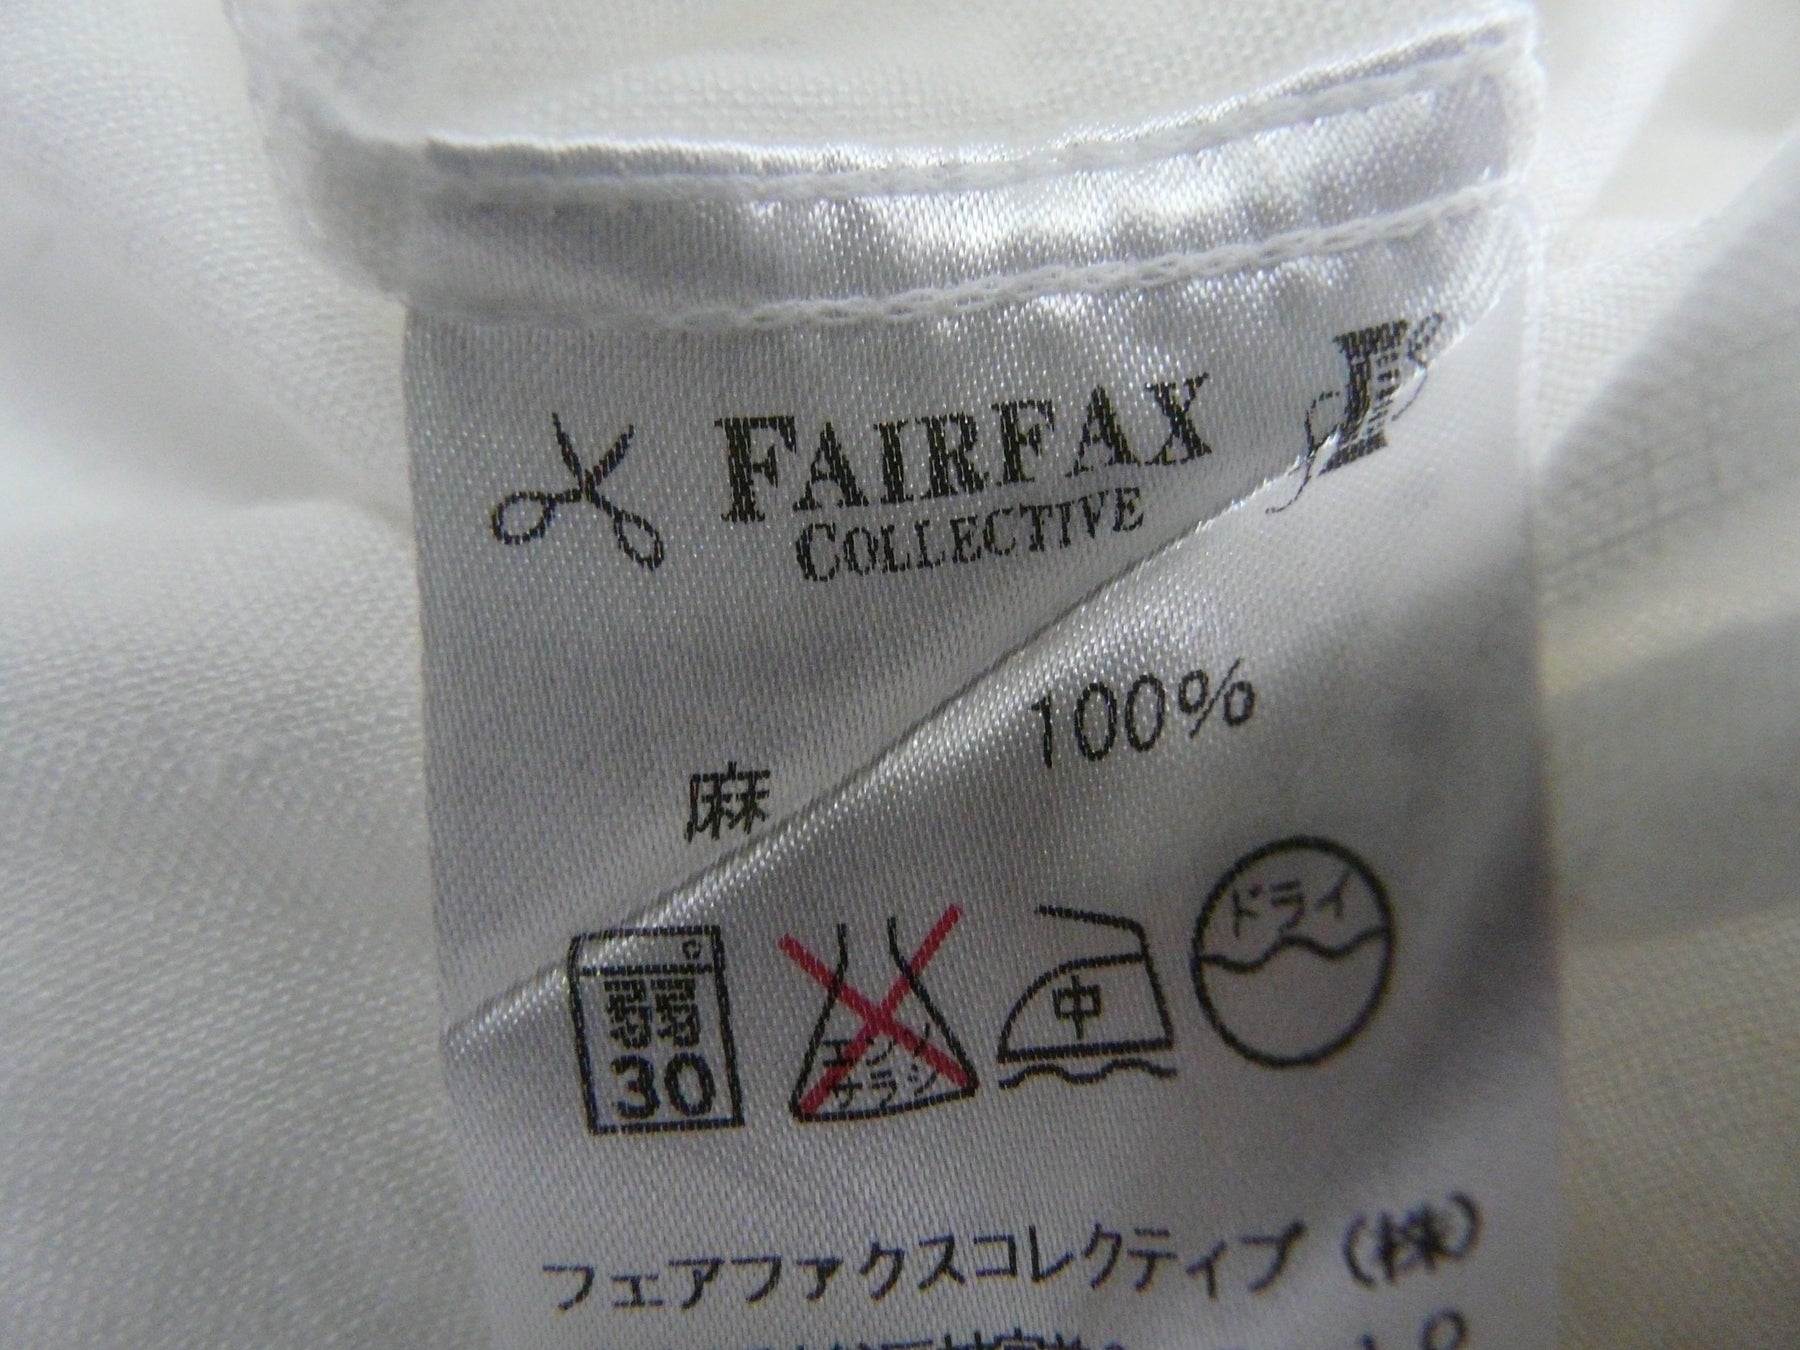 FAIRFAX F
COLLECTIVE
麻 100%
弱 30 エンソ サラシ 中 ドライ
フェアファクスコレクティブ（株）